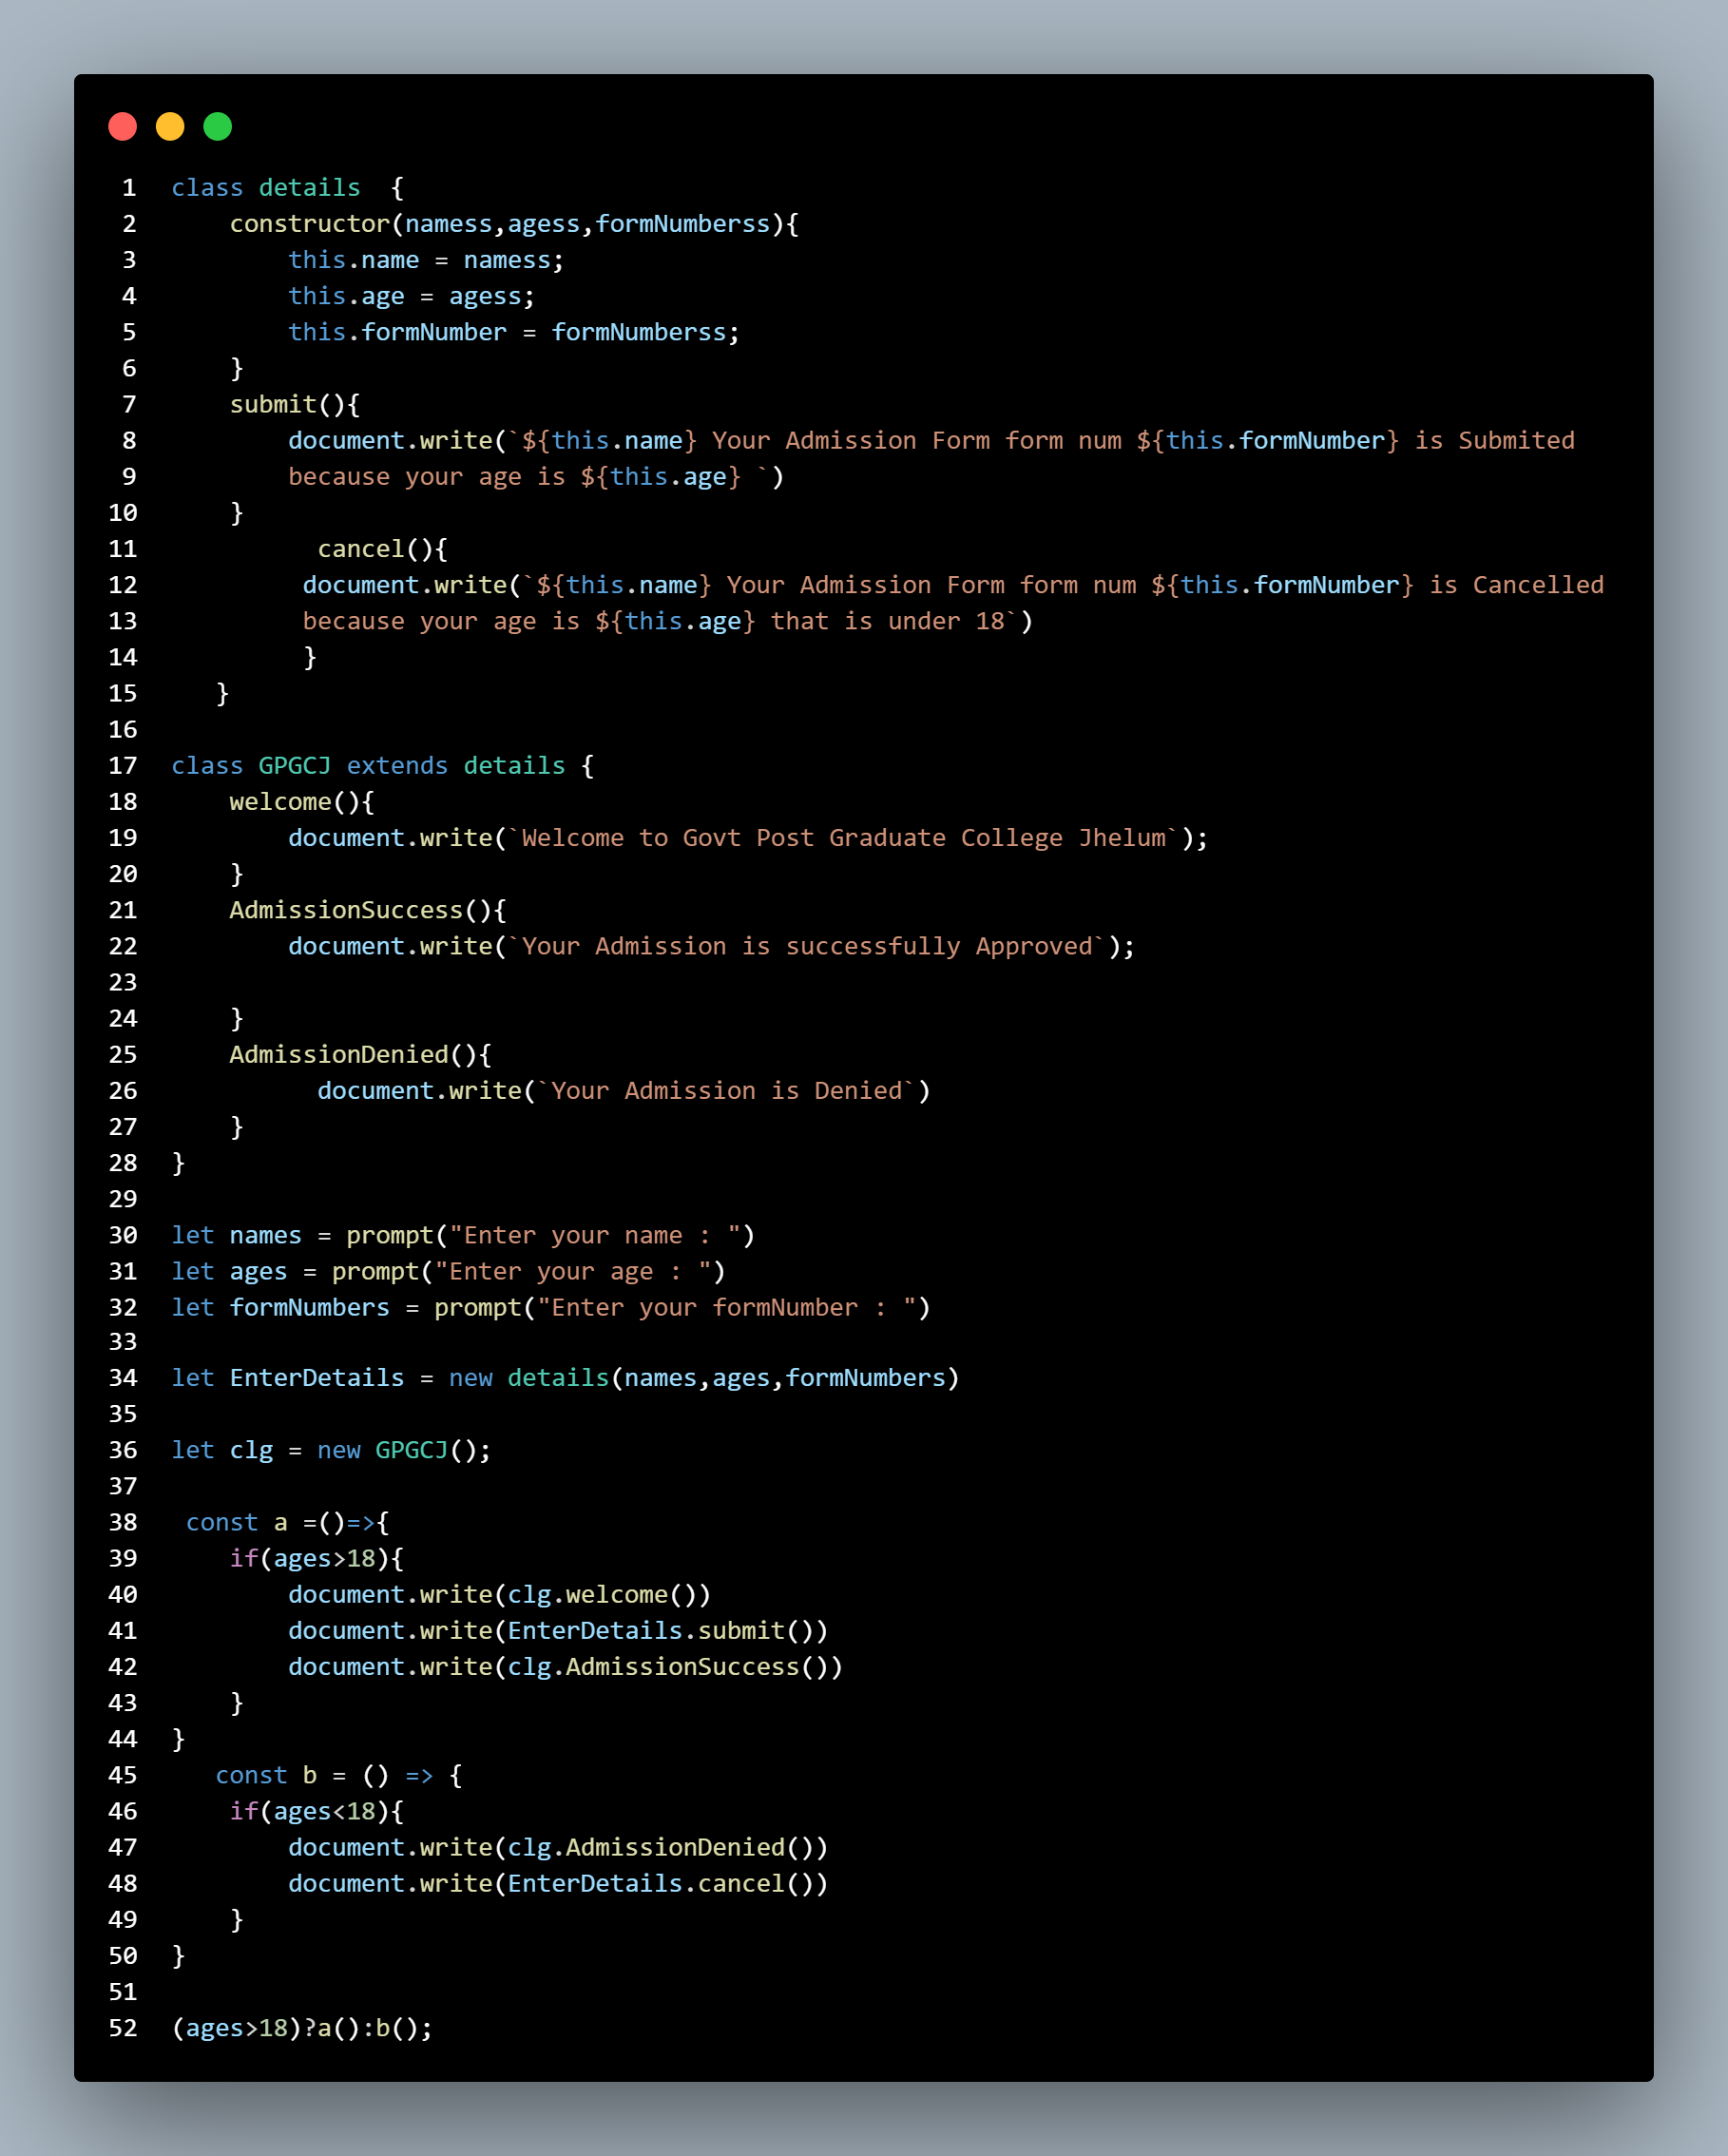 1 class details  {
2     constructor(namess,agess,formNumberss){
3         this.name = namess;
4         this.age = agess;
5         this.formNumber = formNumberss;
6     }
7     submit(){
8         document.write(`${this.name} Your Admission Form form num ${this.formNumber} is Submited
9         because your age is ${this.age} `)
10     }
11           cancel(){
12          document.write(`${this.name} Your Admission Form form num ${this.formNumber} is Cancelled
13          because your age is ${this.age} that is under 18`)
14          }
15    }
16
17 class GPGCJ extends details {
18     welcome(){
19         document.write(`Welcome to Govt Post Graduate College Jhelum`);
20     }
21     AdmissionSuccess(){
22         document.write(`Your Admission is successfully Approved`);
23
24     }
25     AdmissionDenied(){
26           document.write(`Your Admission is Denied`)
27     }
28 }
29
30 let names = prompt("Enter your name : ")
31 let ages = prompt("Enter your age : ")
32 let formNumbers = prompt("Enter your formNumber : ")
33
34 let EnterDetails = new details(names,ages,formNumbers)
35
36 let clg = new GPGCJ();
37
38  const a =()=>{
39     if(ages>18){
40         document.write(clg.welcome())
41         document.write(EnterDetails.submit())
42         document.write(clg.AdmissionSuccess())
43     }
44 }
45    const b = () => {
46     if(ages<18){
47         document.write(clg.AdmissionDenied())
48         document.write(EnterDetails.cancel())
49     }
50 }
51
52 (ages>18)?a():b();